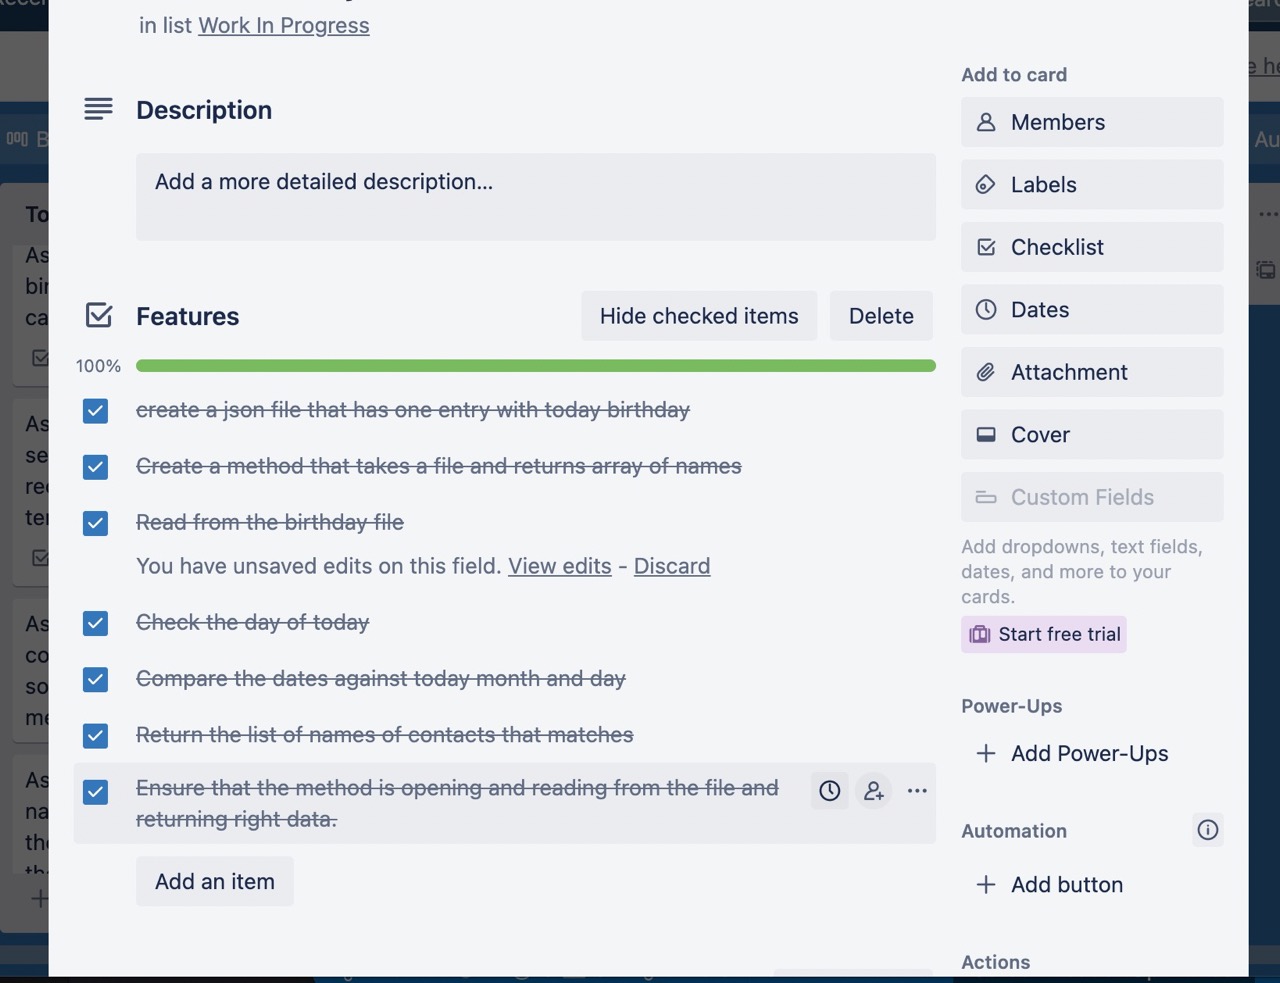 in list Work In Progress
Description
Add a more detailed description...
Features
Hide checked items
Delete
100%
create a json file that has one entry with today birthday
Create a method that takes a file and returns array of names
Read from the birthday file
You have unsaved edits on this field. View edits - Discard
Check the day of today
Compare the dates against today month and day
Return the list of names of contacts that matches
Ensure that the method is opening and reading from the file and
returning right data.
Add an item
Add to card
Members
Labels
Checklist
Dates
Attachment
Cover
Custom Fields
Add dropdowns, text fields,
dates, and more to your
cards.
Start free trial
Power-Ups
+ Add Power-Ups
Automation
+ Add button
Actions